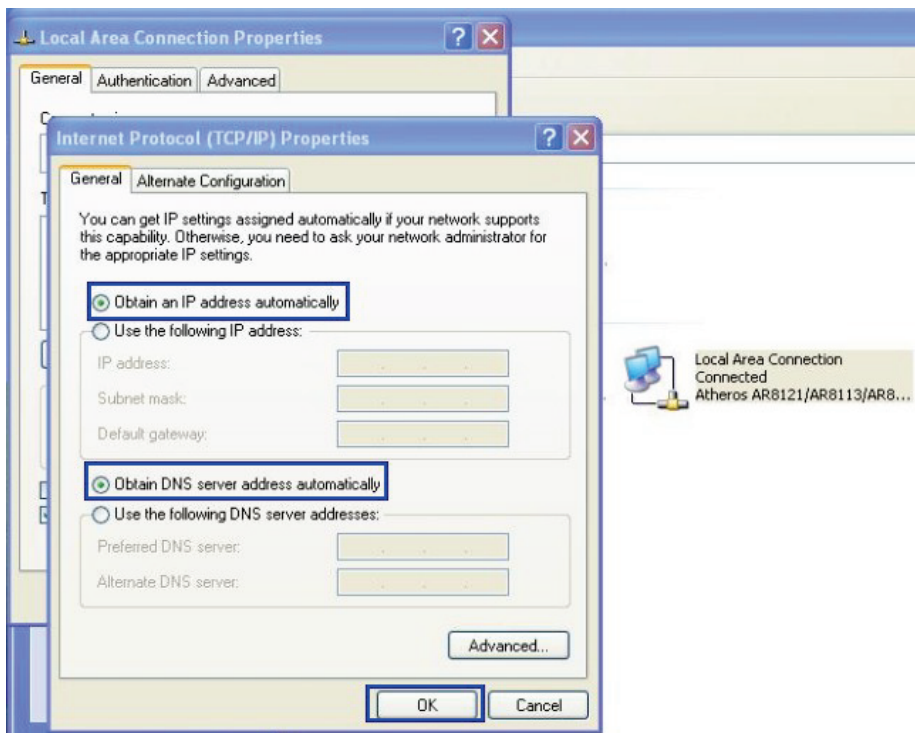 Local Area Connection Properties
General Authentication Advanced
Internet Protocol (TCP/IP) Properties
General Alternate Configuration
You can get IP settings assigned automatically if your network supports
this capability. Otherwise, you need to ask your network administrator for
the appropriate IP settings.
Obtain an IP address automatically
Use the following IP address:
IP address:
Subnet mask:
Default gateway:
Obtain DNS server address automatically
Use the following DNS server addresses:
Preferred DNS server:
Alternate DNS server:
Advanced...
OK Cancel
Local Area Connection
Connected
Atheros AR8121/AR8113/AR8...